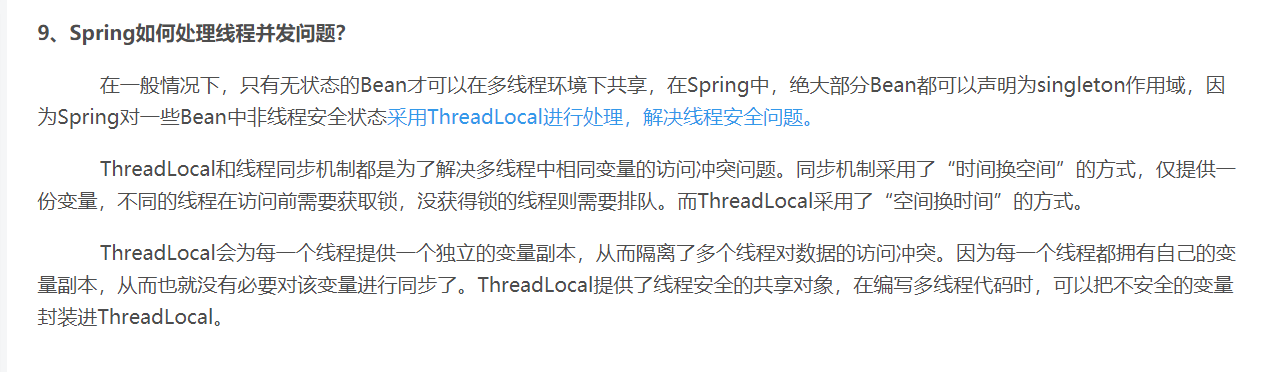 9、Spring如何处理线程并发问题?
在一般情况下，只有无状态的Bean才可以在多线程环境下共享，在Spring中，绝大部分Bean都可以声明为singleton作用域，因
为Spring对一些Bean中非线程安全状态采用ThreadLocal进行处理，解决线程安全问题。
ThreadLocal和线程同步机制都是为了解决多线程中相同变量的访问冲突问题。同步机制采用了“时间换空间”的方式，仅提供一
份变量，不同的线程在访问前需要获取锁，没获得锁的线程则需要排队。而ThreadLocal采用了“空间换时间”的方式。
ThreadLocal会为每一个线程提供一个独立的变量副本，从而隔离了多个线程对数据的访问冲突。因为每一个线程都拥有自己的变
量副本，从而也就没有必要对该变量进行同步了。ThreadLocal提供了线程安全的共享对象，在编写多线程代码时，可以把不安全的变量
封装进ThreadLocal。